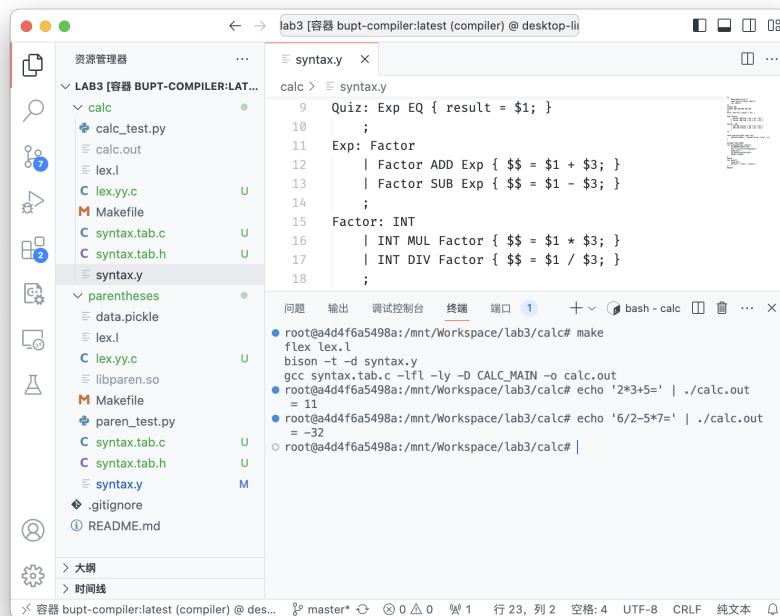 lab3 [容器 bupt-compiler:latest (compiler) @ desktop-li
资源管理器
LAB3 [容器 BUPT-COMPILER:LAT...
calc
calc_test.py
calc.out
lex.l
C lex.yy.c U
M Makefile
C syntax.tab.c U
C syntax.tab.h U
syntax.y
parentheses
data.pickle
lex.l
C lex.yy.c U
libparen.so
M Makefile
paren_test.py
C syntax.tab.c U
C syntax.tab.h U
syntax.y M
.gitignore
README.md
大纲
时间线
7
2
syntax.y
calc > syntax.y
9 Quiz: Exp EQ { result = $1; }
10 ;
11 Exp: Factor
12 | Factor ADD Exp { $$ = $1 + $3; }
13 | Factor SUB Exp { $$ = $1 - $3; }
14 ;
15 Factor: INT
16 | INT MUL Factor { $$ = $1 * $3; }
17 | INT DIV Factor { $$ = $1 / $3; }
18 ;
问题 输出 调试控制台 终端 端口 1 bash - calc
root@a4d4f6a5498a:/mnt/Workspace/lab3/calc# make
flex lex.l
bison -t -d syntax.y
gcc syntax.tab.c -lfl -ly -D CALC_MAIN -o calc.out
root@a4d4f6a5498a:/mnt/Workspace/lab3/calc# echo '2*3+5=' | ./calc.out
= 11
root@a4d4f6a5498a:/mnt/Workspace/lab3/calc# echo '6/2-5*7=' | ./calc.out
= -32
root@a4d4f6a5498a:/mnt/Workspace/lab3/calc#
容器 bupt-compiler:latest (compiler) @ des... master* 0 0 1 行 23，列 2 空格: 4 UTF-8 CRLF 纯文本